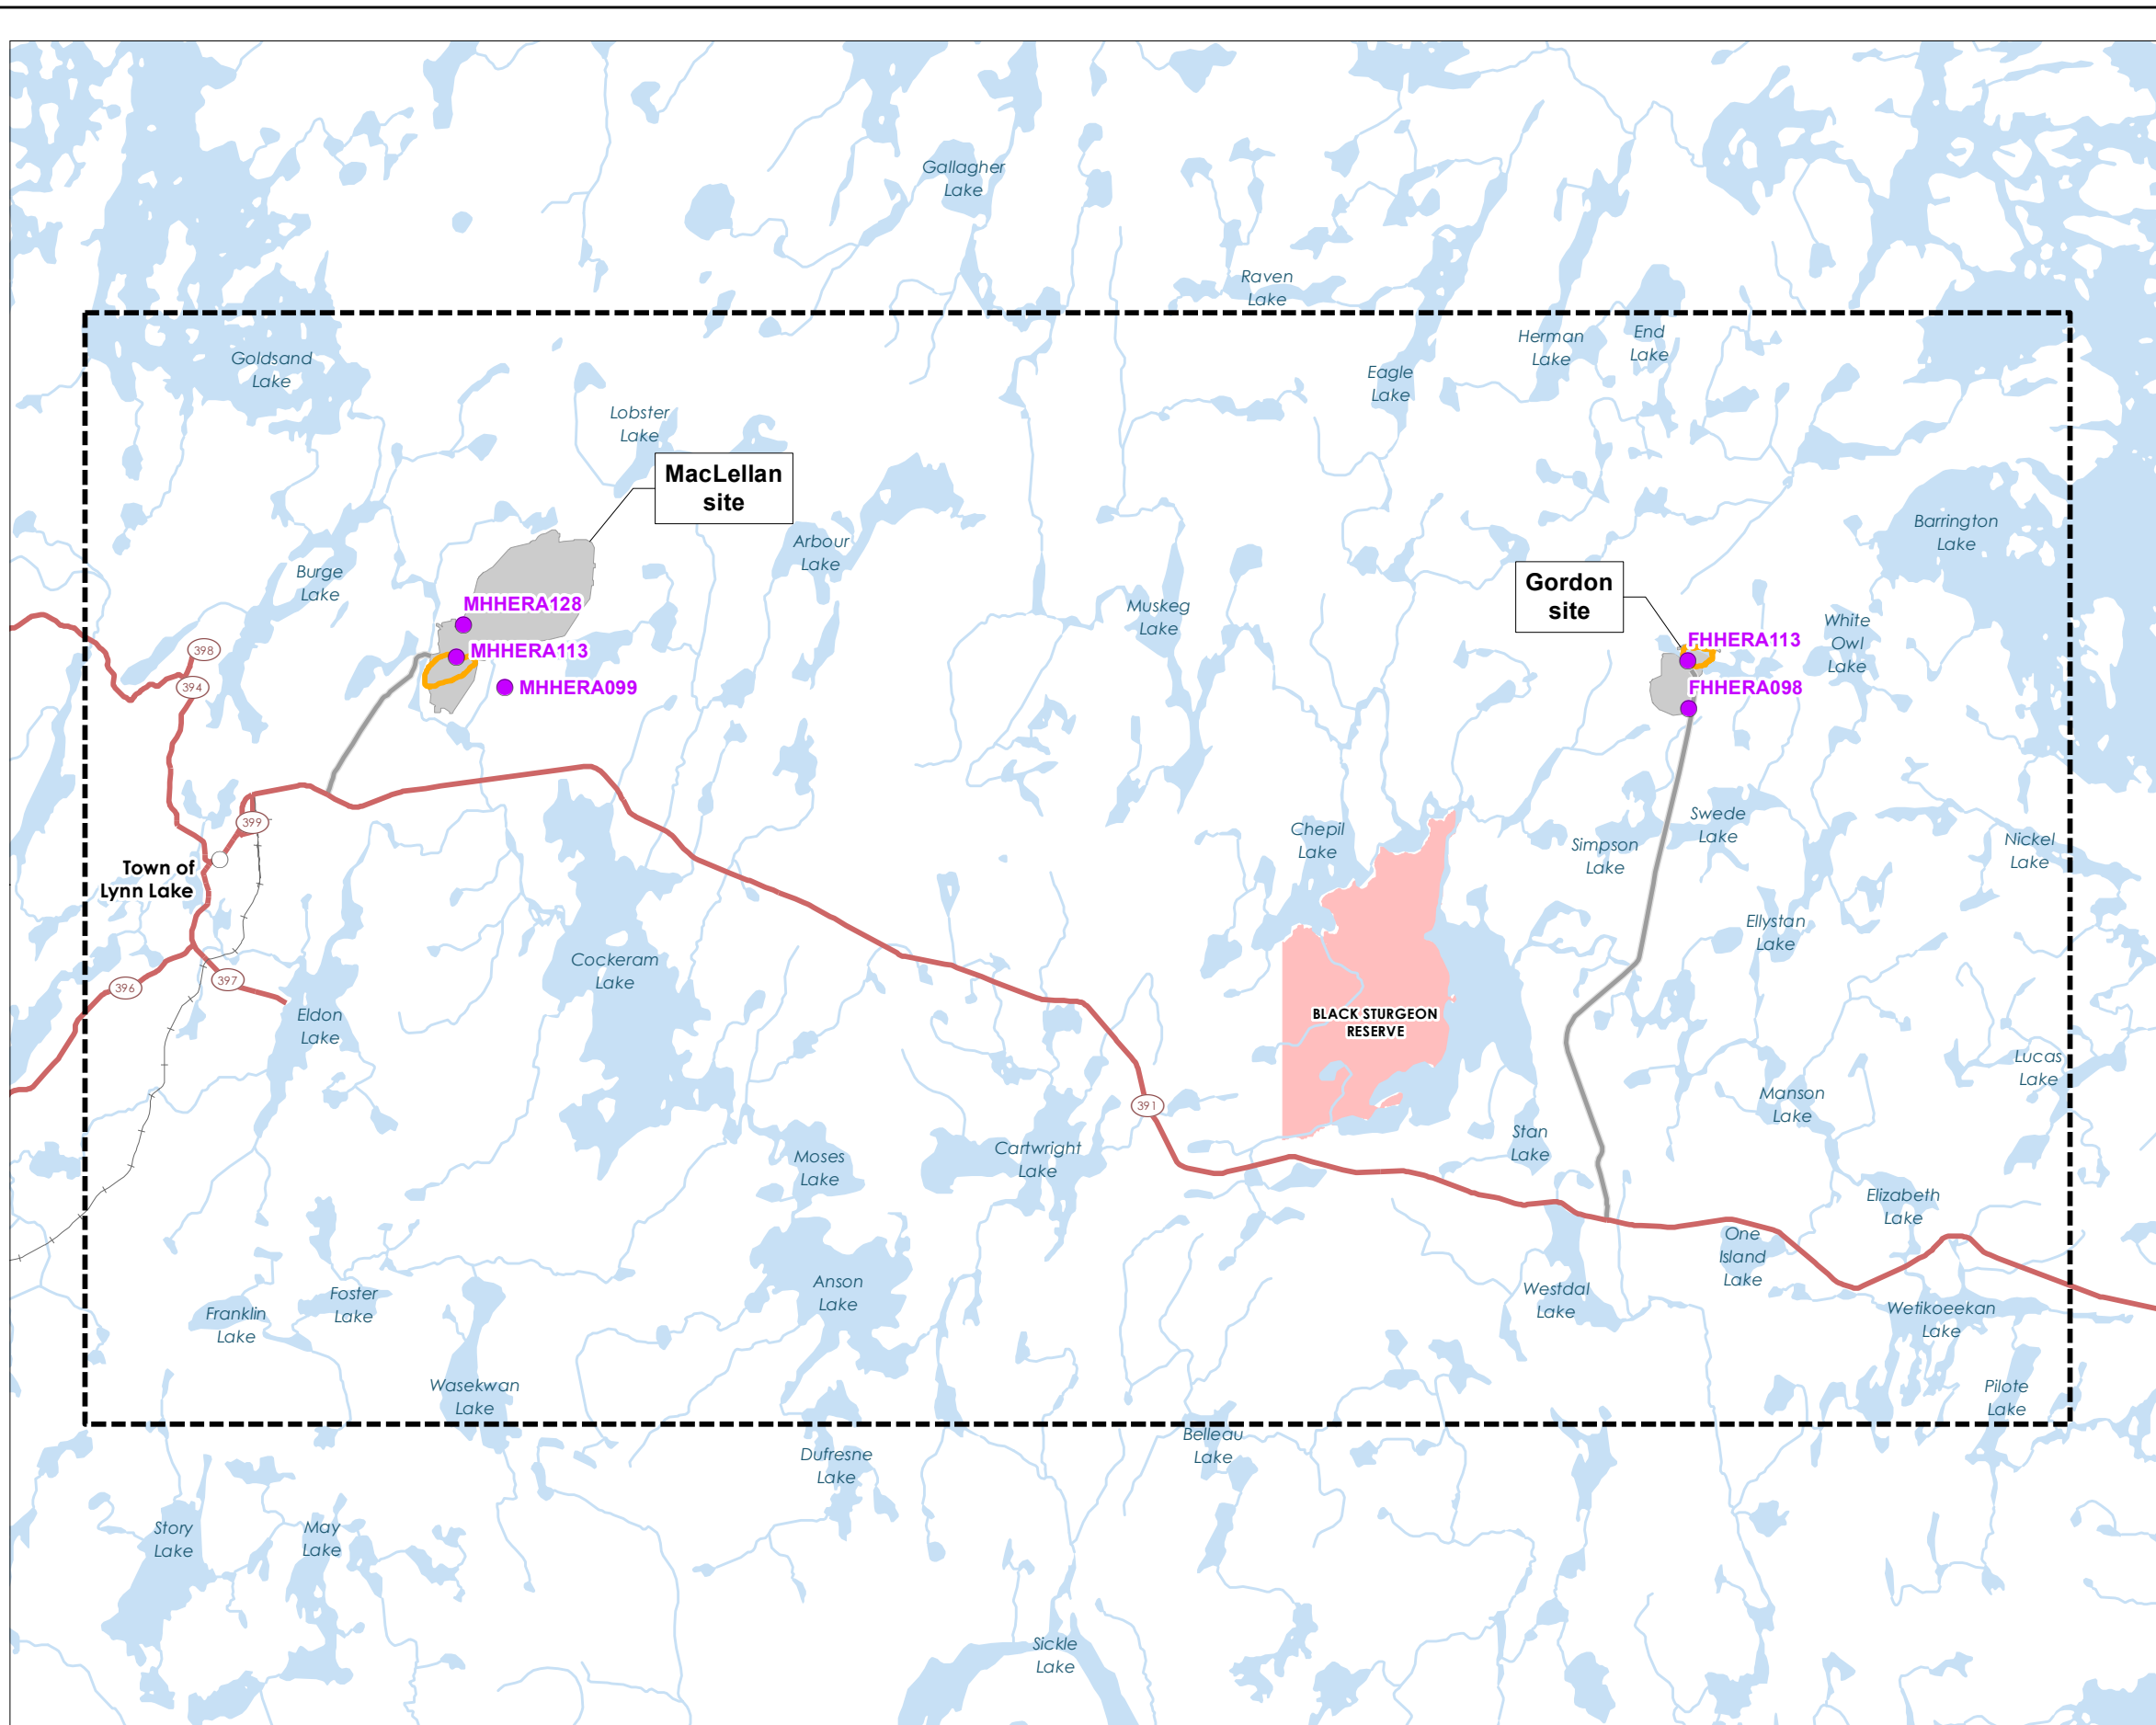 Gallagher
Lake
Raven
Lake
Goldsand
Lake
Herman
Lake
End
Lake
Eagle
Lake
Lobster
Lake
MacLellan
site
Barrington
Lake
Arbour
Lake
Burge
Lake
Gordon
site
MHHERA128
Muskeg
Lake
White
Owl
Lake
398
MHHERA113
FHHERA113
394
MHHERA099
FHHERA098
399
Chepil
Lake
Swede
Lake
Simpson
Lake
Nickel
Lake
Town of
Lynn Lake
Ellystan
Lake
Cockeram
Lake
396
397
Eldon
Lake
BLACK STURGEON
RESERVE
Lucas
Lake
391
Manson
Lake
Stan
Lake
Moses
Lake
Cartwright
Lake
Elizabeth
Lake
One
Island
Lake
Anson
Lake
Westdal
Lake
Foster
Lake
Franklin
Lake
Wetikoeekan
Lake
Wasekwan
Lake
Pilote
Lake
Belleau
Lake
Dufresne
Lake
Story
Lake
May
Lake
Sickle
Lake